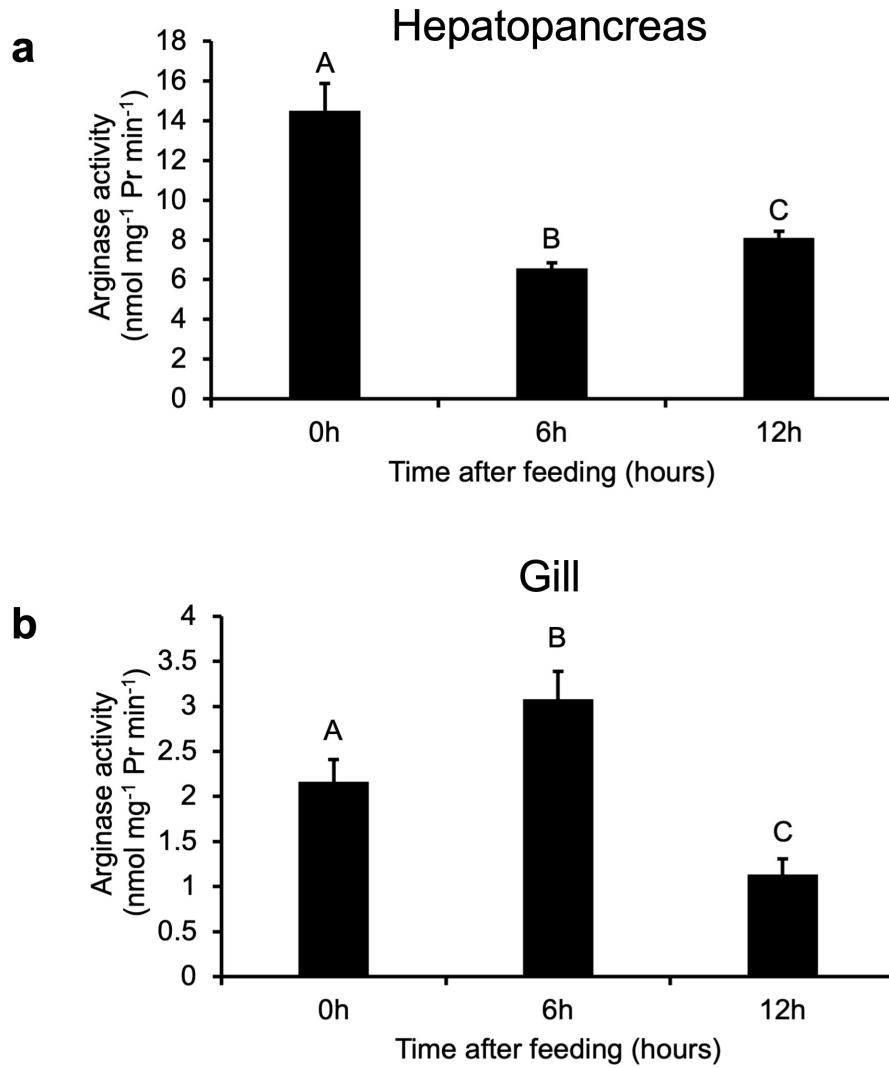 a
Hepatopancreas
Arginase activity
(nmol mg⁻¹ Pr min⁻¹)
18
16
14
12
10
8
6
4
2
0
A
B
C
0h 6h 12h
Time after feeding (hours)
b
Gill
Arginase activity
(nmol mg⁻¹ Pr min⁻¹)
4
3.5
3
2.5
2
1.5
1
0.5
0
A
B
C
0h 6h 12h
Time after feeding (hours)